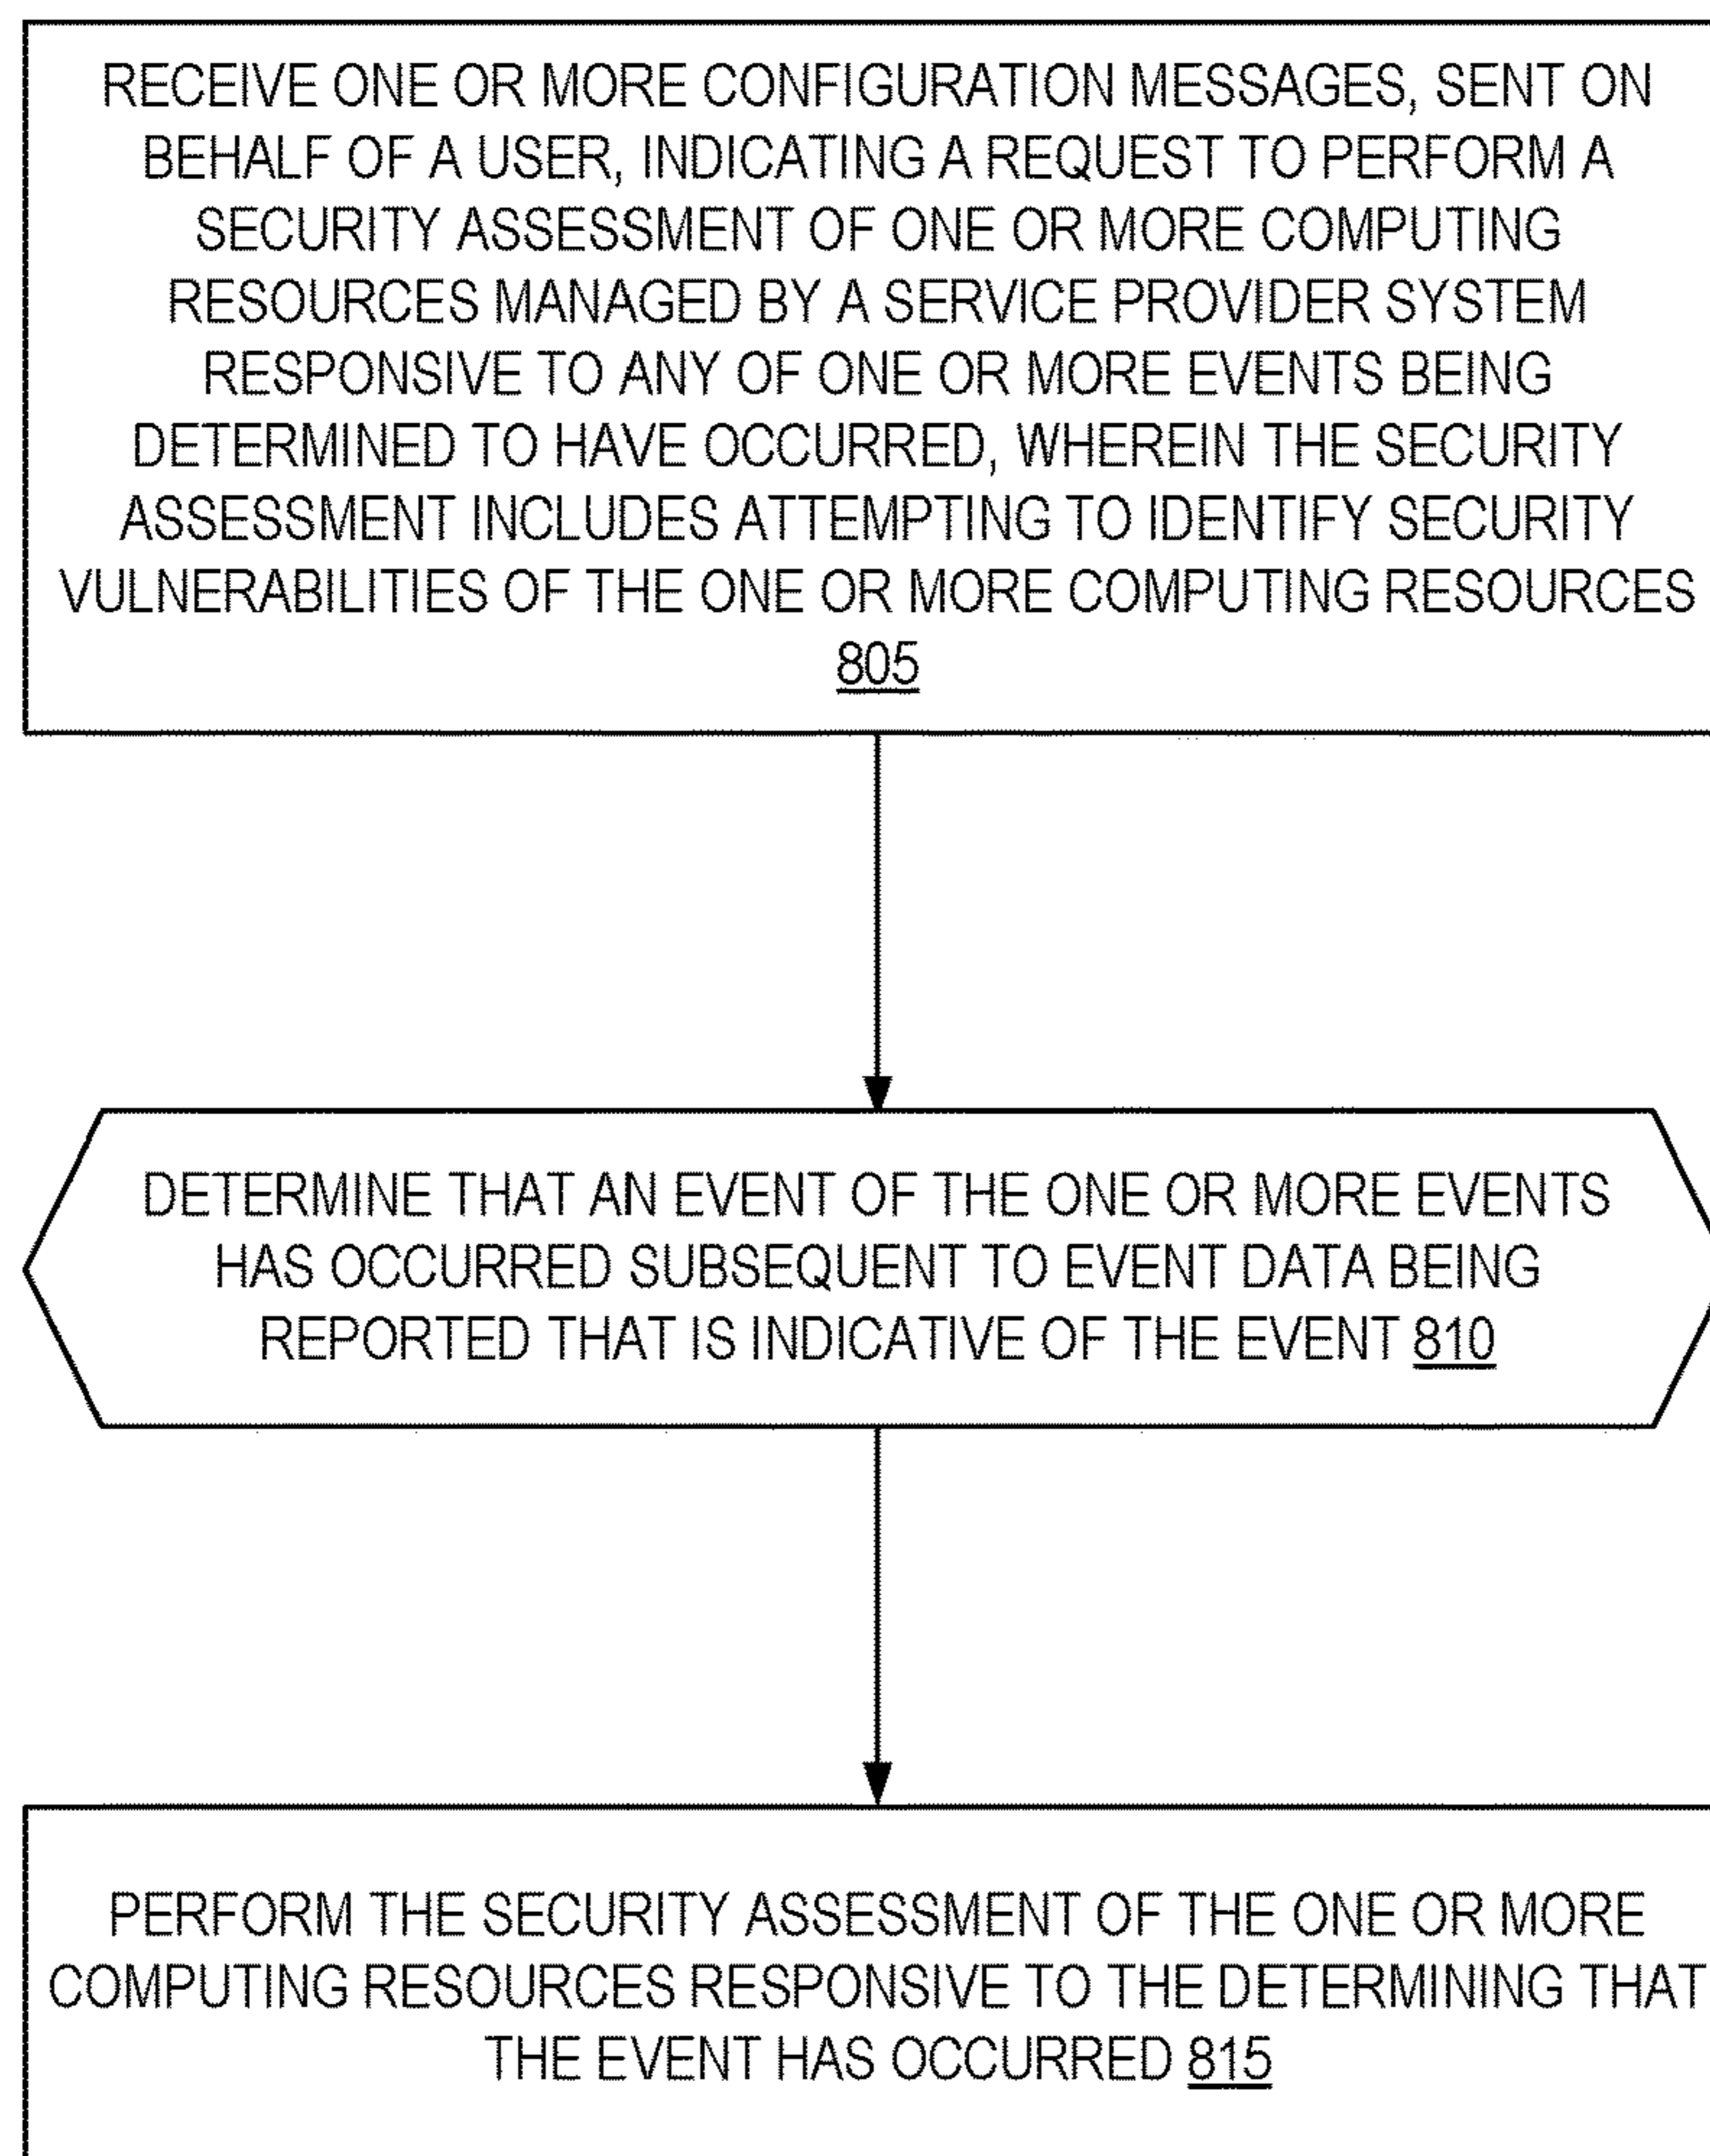 RECEIVE ONE OR MORE CONFIGURATION MESSAGES, SENT ON
BEHALF OF A USER, INDICATING A REQUEST TO PERFORM A
SECURITY ASSESSMENT OF ONE OR MORE COMPUTING
RESOURCES MANAGED BY A SERVICE PROVIDER SYSTEM
RESPONSIVE TO ANY OF ONE OR MORE EVENTS BEING
DETERMINED TO HAVE OCCURRED, WHEREIN THE SECURITY
ASSESSMENT INCLUDES ATTEMPTING TO IDENTIFY SECURITY
VULNERABILITIES OF THE ONE OR MORE COMPUTING RESOURCES
805
DETERMINE THAT AN EVENT OF THE ONE OR MORE EVENTS
HAS OCCURRED SUBSEQUENT TO EVENT DATA BEING
REPORTED THAT IS INDICATIVE OF THE EVENT 810
PERFORM THE SECURITY ASSESSMENT OF THE ONE OR MORE
COMPUTING RESOURCES RESPONSIVE TO THE DETERMINING THAT
THE EVENT HAS OCCURRED 815